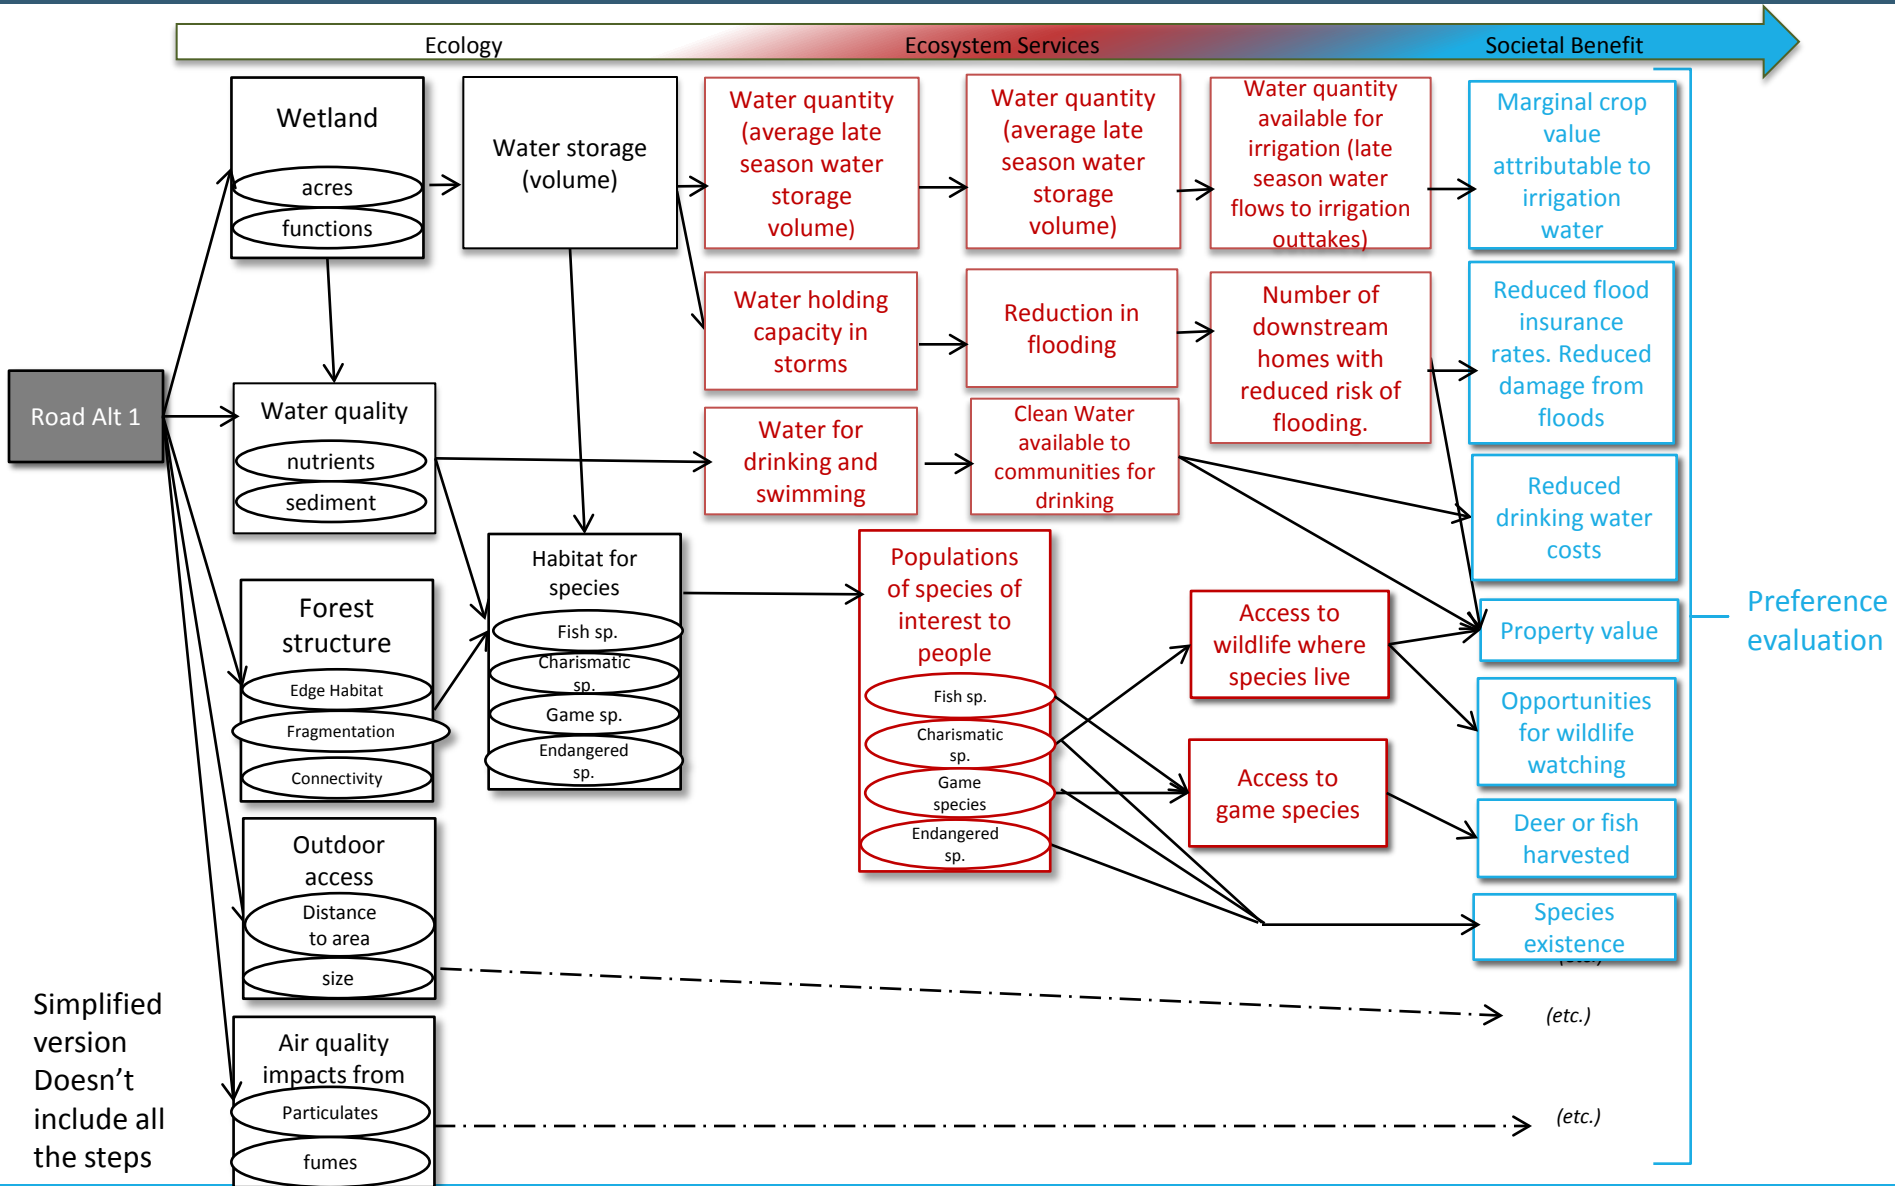 Ecology
Ecosystem Services
Societal Benefit
Wetland
acres
functions
Water storage
(volume)
Water quantity
(average late
season water
storage
volume)
Water quantity
(average late
season water
storage
volume)
Water quantity
available for
irrigation (late
season water
flows to irrigation
outtakes)
Marginal crop
value
attributable to
irrigation
water
Water holding
capacity in
storms
Reduction in
flooding
Number of
downstream
homes with
reduced risk of
flooding.
Reduced flood
insurance
rates. Reduced
damage from
floods
Road Alt 1
Water quality
nutrients
sediment
Water for
drinking and
swimming
Clean Water
available to
communities for
drinking
Reduced
drinking water
costs
Forest
structure
Edge Habitat
Fragmentation
Connectivity
Habitat for
species
Fish sp.
Charismatic
sp.
Game sp.
Endangered
sp.
Populations
of species of
interest to
people
Fish sp.
Charismatic
sp.
Game
species
Endangered
sp.
Access to
wildlife where
species live
Access to
game species
Property value
Opportunities
for wildlife
watching
Deer or fish
harvested
Species
existence
Preference
evaluation
Outdoor
access
Distance
to area
size
(etc.)
Air quality
impacts from
Particulates
fumes
(etc.)
Simplified
version
Doesn't
include all
the steps